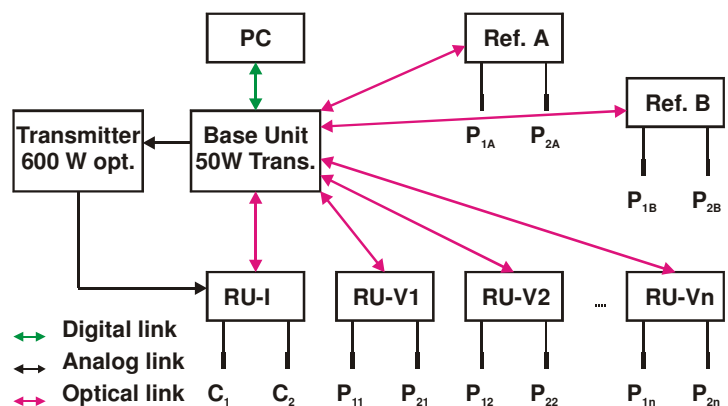 PC
Ref. A
Ref. B
Transmitter
600 W opt.
Base Unit
50W Trans.
P1A
P2A
P1B
P2B
RU-I
RU-V1
RU-V2
....
RU-Vn
Digital link
Analog link
Optical link
C1
C2
P11
P21
P12
P22
P1n
P2n